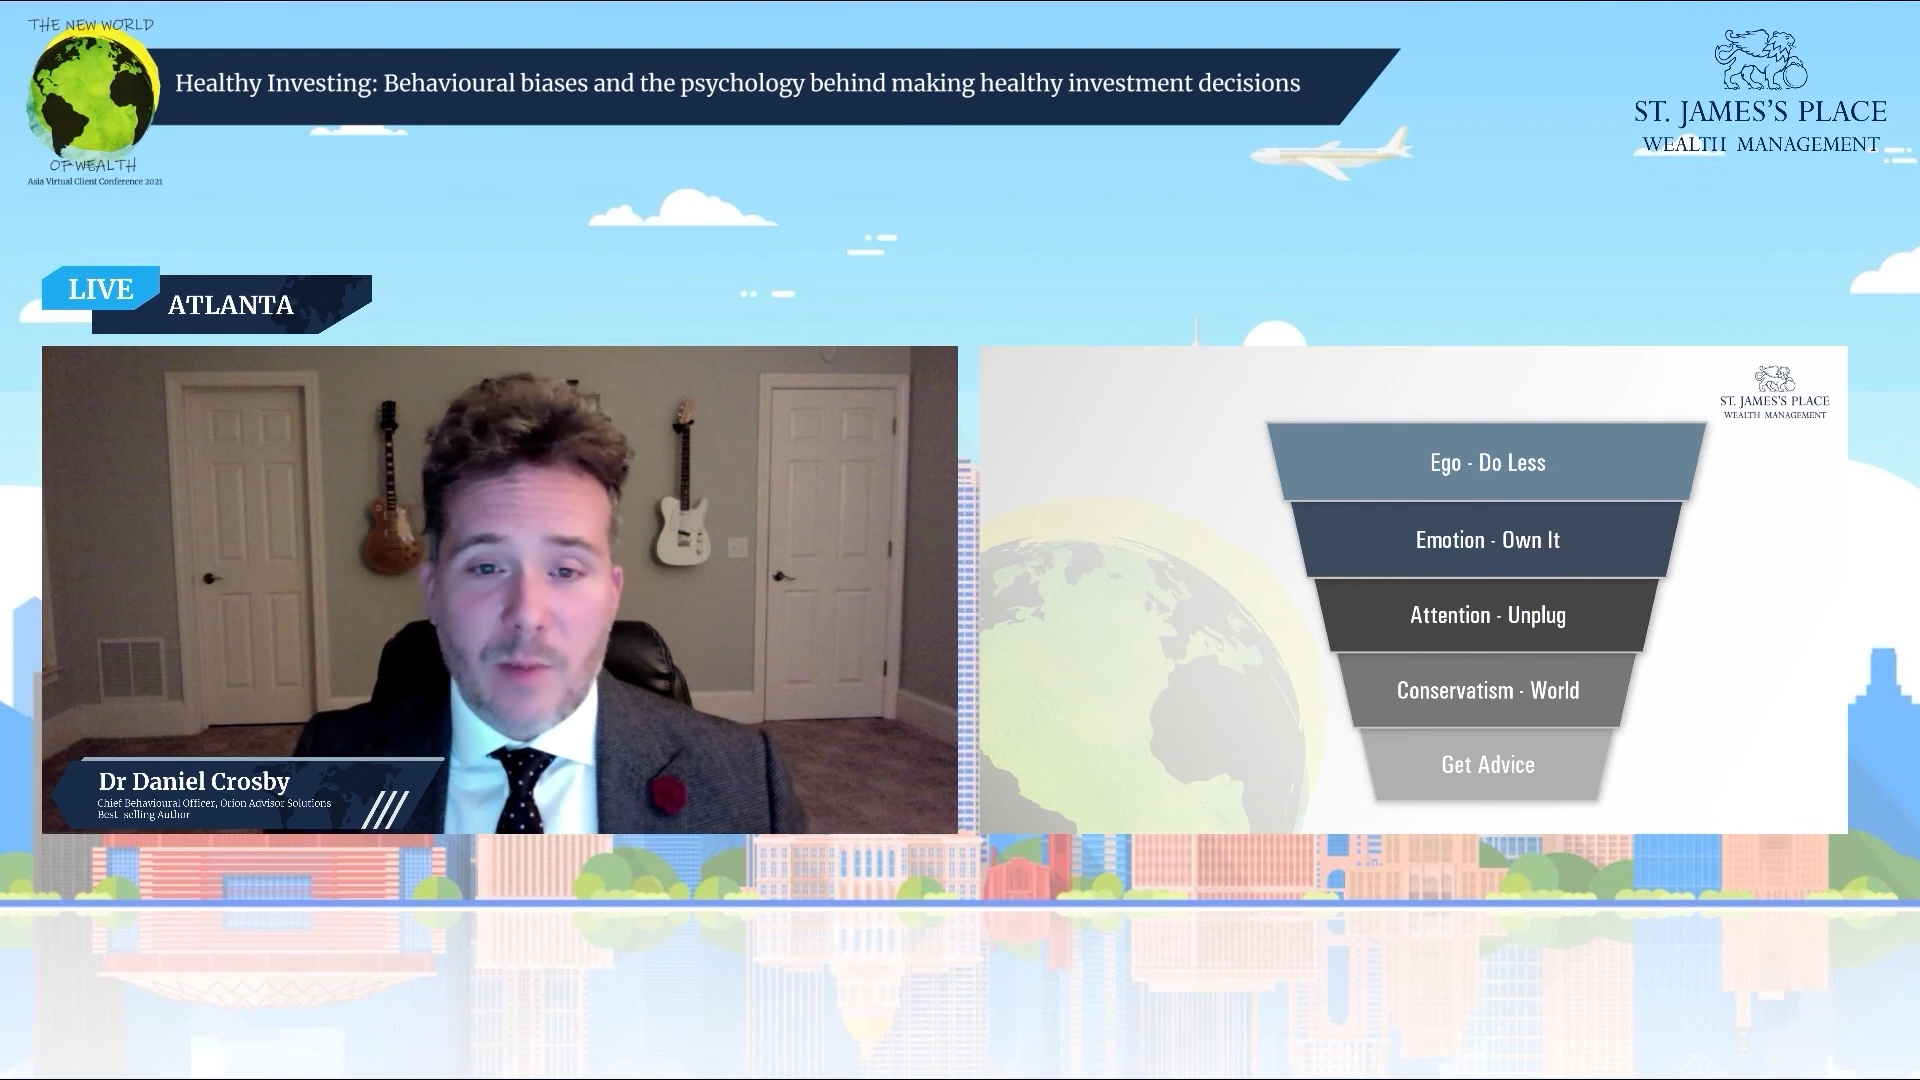 THE NEW WORLD
OF WEALTH
Asia Virtual Client Conference 2021
Healthy Investing: Behavioural biases and the psychology behind making healthy investment decisions
ST. JAMES'S PLACE
WEALTH MANAGEMENT
LIVE
ATLANTA
Dr Daniel Crosby
Chief Behavioural Officer, Orion Advisor Solutions
Best-selling Author
ST. JAMES'S PLACE
WEALTH MANAGEMENT
Ego - Do Less
Emotion - Own It
Attention - Unplug
Conservatism - World
Get Advice